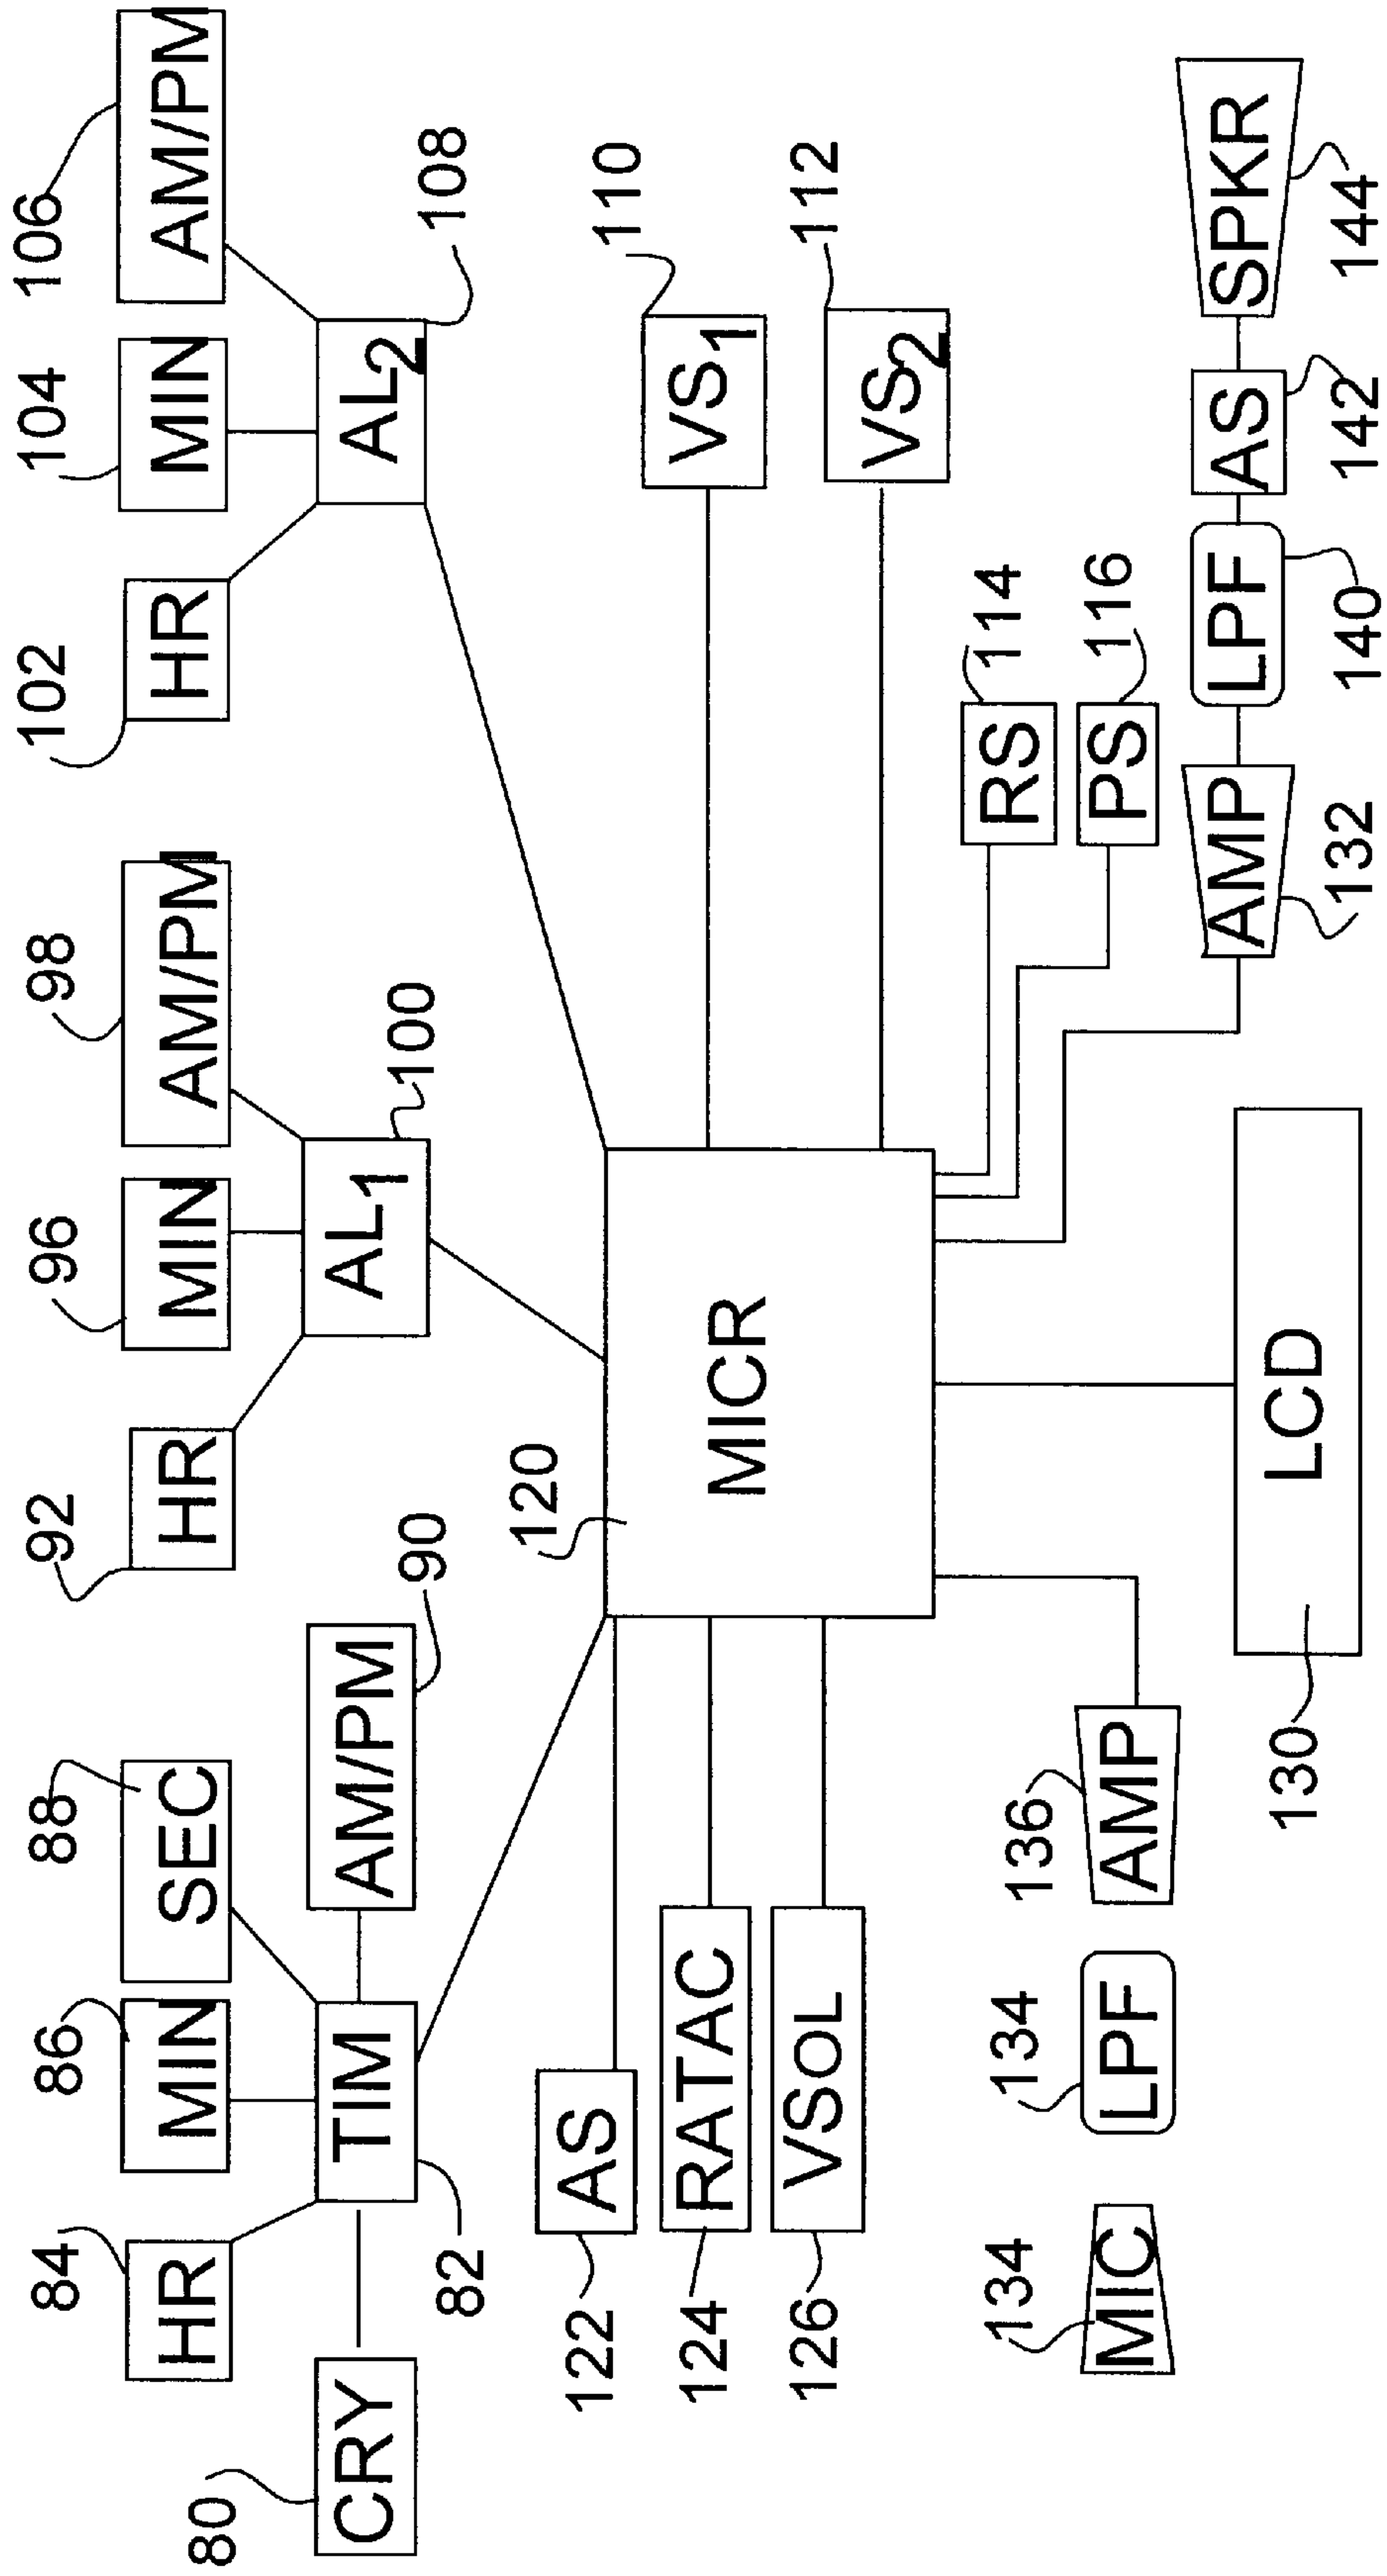 84
86
88
92
96
98
102
104
106
HR
MIN
SEC
HR
MIN
AM/PM
HR
MIN
AM/PM
80
CRY
TIM
AM/PM
AL1
AL2
82
90
100
108
120
122
AS
MICR
VS1
110
124
RATAC
126
VSOL
VS2
112
RS
114
PS
116
134
134
136
MIC
LPF
AMP
130
LCD
AMP
LPF
AS
SPKR
132
140
142
144